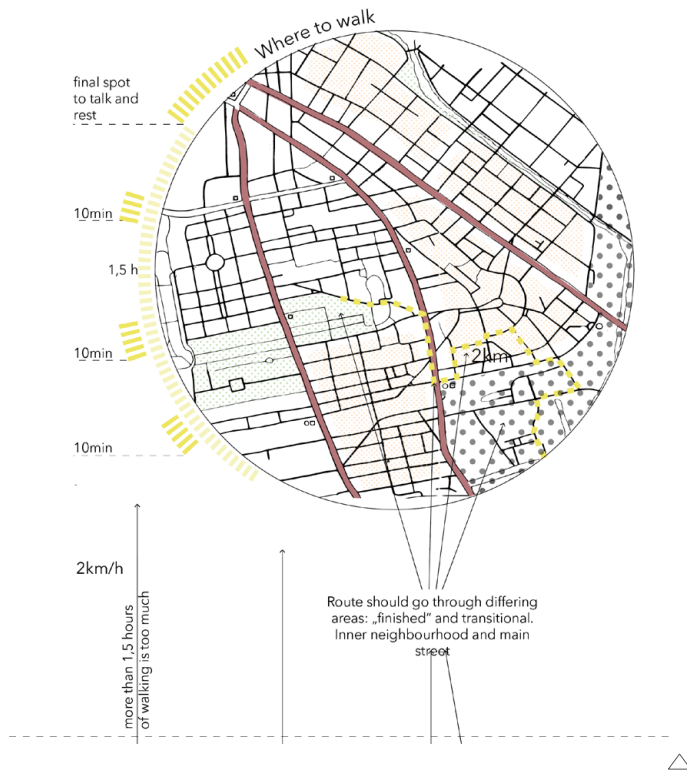 Where to walk
final spot
to talk and
rest
10min
1,5 h
10min
2km
10min
2km/h
more than 1,5 hours
of walking is too much
Route should go through differing
areas: „finished" and transitional.
Inner neighbourhood and main
street